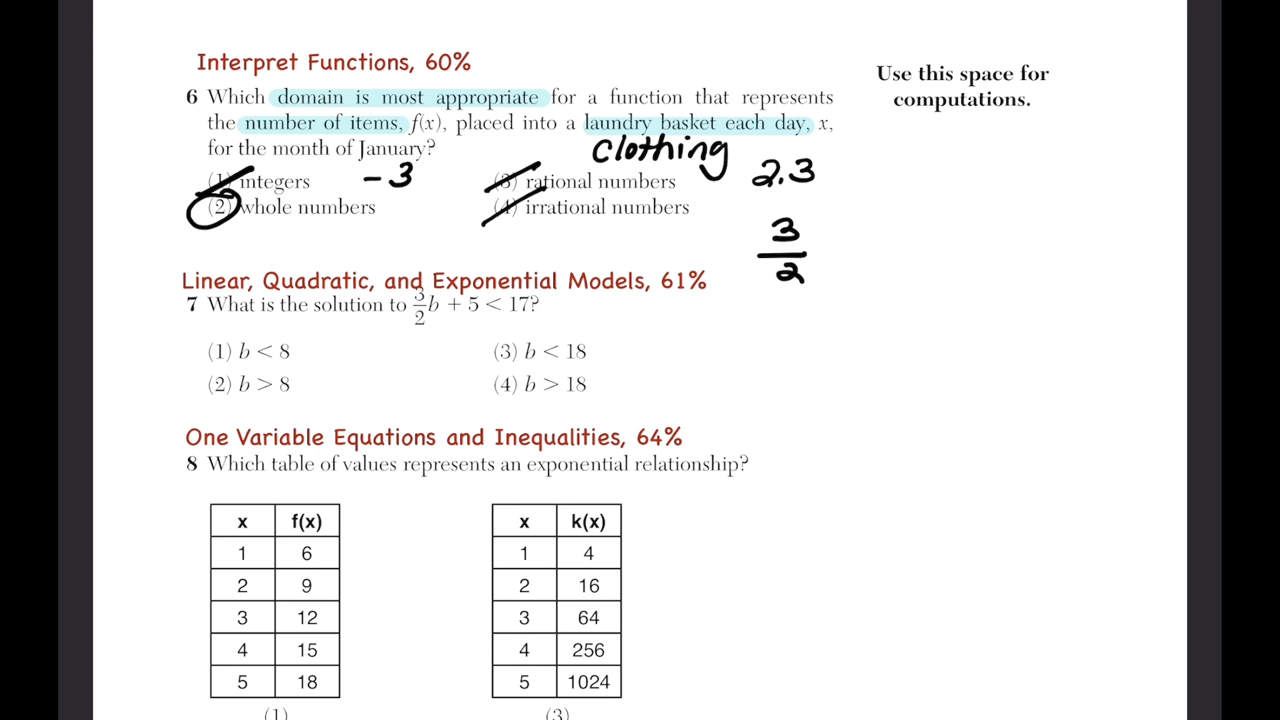 Interpret Functions, 60%
Use this space for
computations.
6 Which domain is most appropriate for a function that represents
the number of items, f(x), placed into a laundry basket each day, x,
for the month of January?
clothing
(1) integers
-3
(3) rational numbers
2.3
(2) whole numbers
(4) irrational numbers
3
2
Linear, Quadratic, and Exponential Models, 61%
7 What is the solution to 3/2 b + 5 < 17?
(1) b < 8
(3) b < 18
(2) b > 8
(4) b > 18
One Variable Equations and Inequalities, 64%
8 Which table of values represents an exponential relationship?
x f(x)
1 6
2 9
3 12
4 15
5 18
(1)
x k(x)
1 4
2 16
3 64
4 256
5 1024
(3)